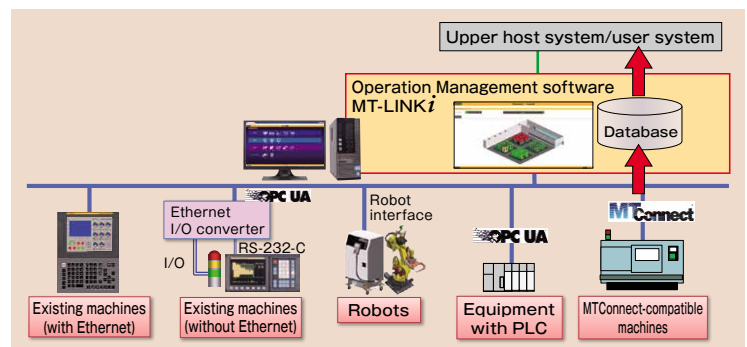 Upper host system/user system
Operation Management software
MT-LINKi
Database
OPC UA
Ethernet
I/O converter
I/O
RS-232-C
Robot
interface
OPC UA
MTConnect
Existing machines
(with Ethernet)
Existing machines
(without Ethernet)
Robots
Equipment
with PLC
MTConnect-compatible
machines